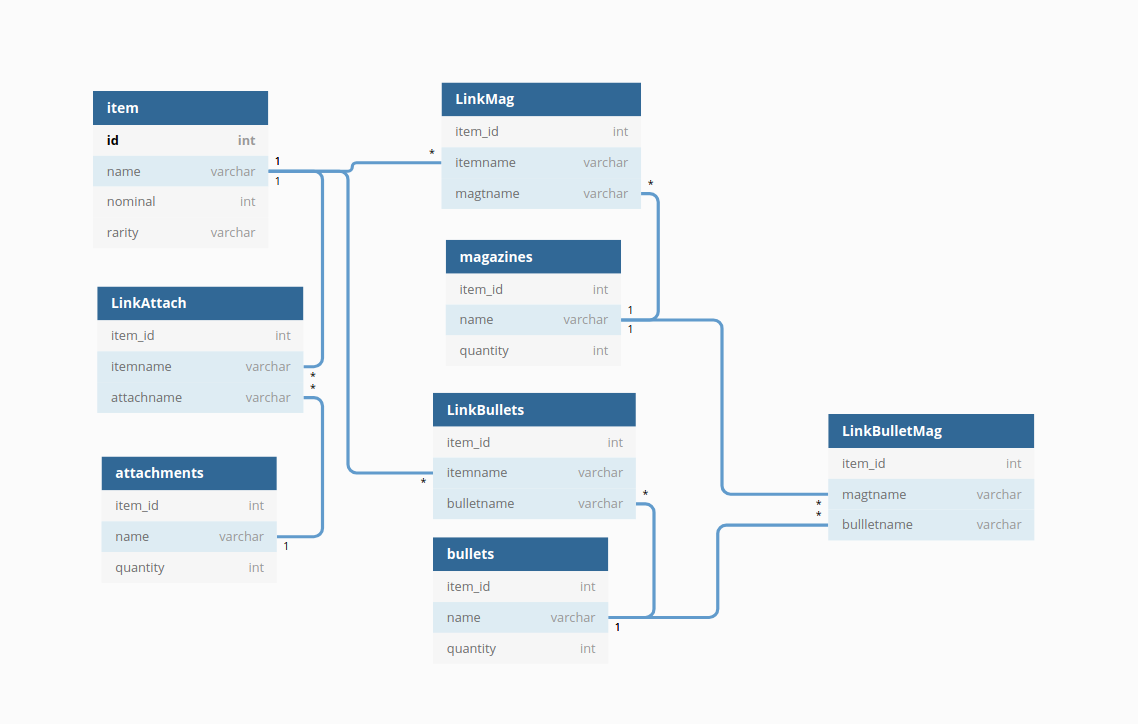 item
id int
name varchar
nominal int
rarity varchar
1
1
LinkAttach
item_id int
itemname varchar
attachname varchar
*
*
attachments
item_id int
name varchar
quantity int
1
LinkMag
item_id int
itemname varchar
magtname varchar
*
*
magazines
item_id int
name varchar
quantity int
1
1
LinkBullets
item_id int
itemname varchar
bulletname varchar
*
*
bullets
item_id int
name varchar
quantity int
1
LinkBulletMag
item_id int
magtname varchar
bullletname varchar
*
*